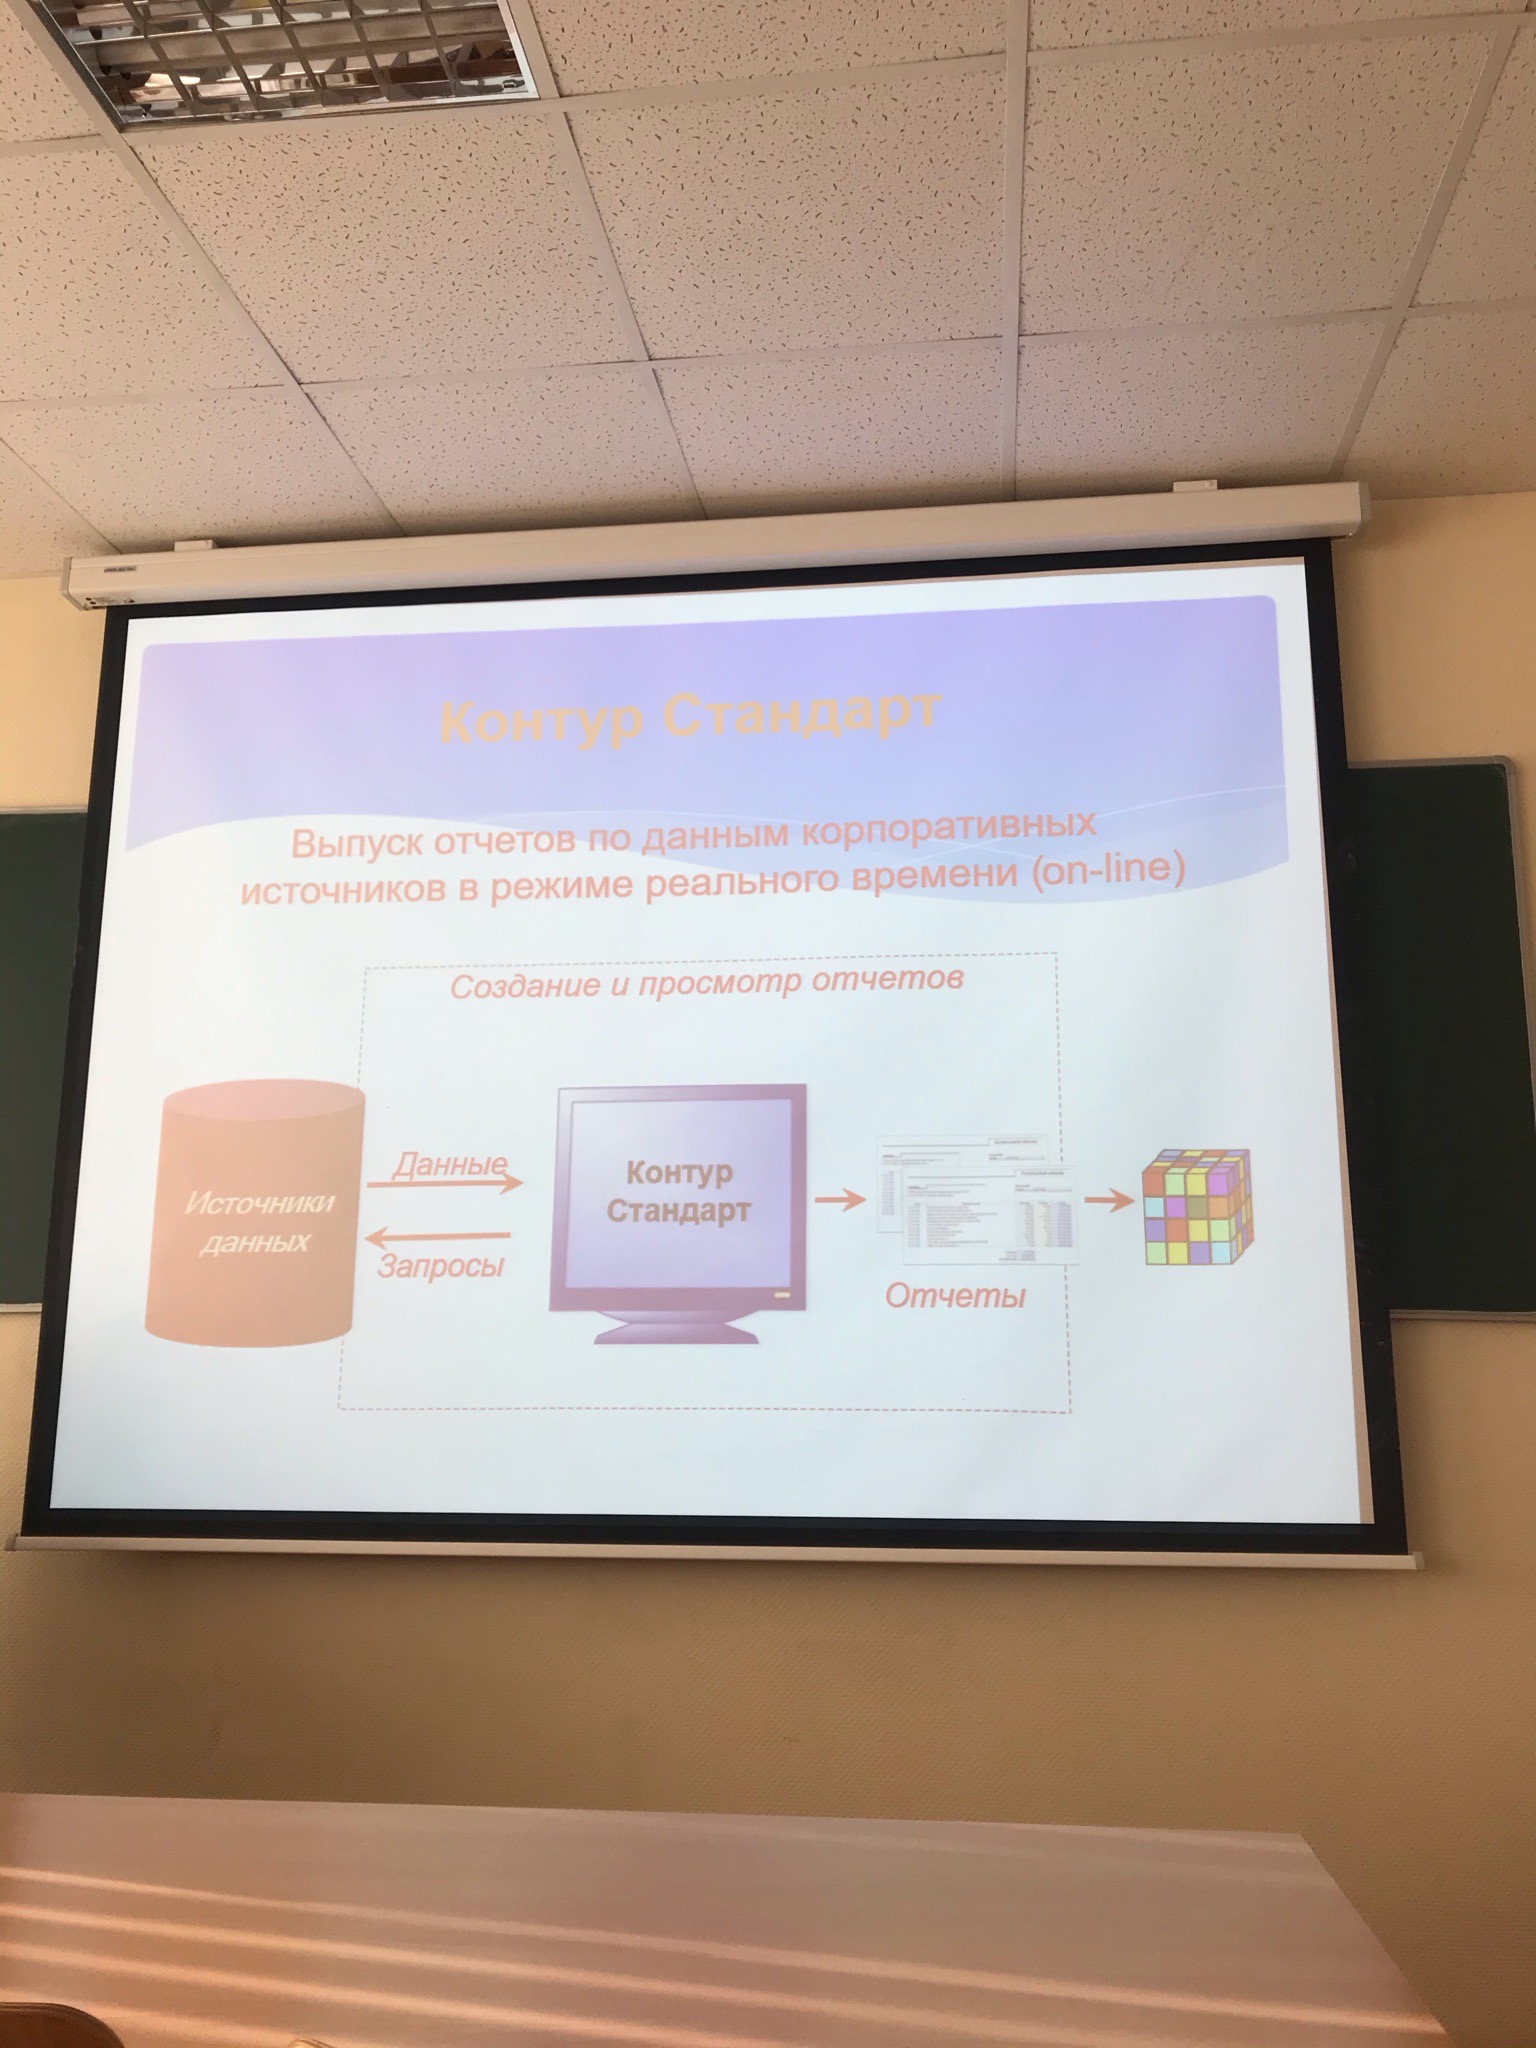 Контур Стандарт
Выпуск отчетов по данным корпоративных
источников в режиме реального времени (on-line)
Создание и просмотр отчетов
Источники
данных
Данные
Запросы
Контур
Стандарт
Отчеты